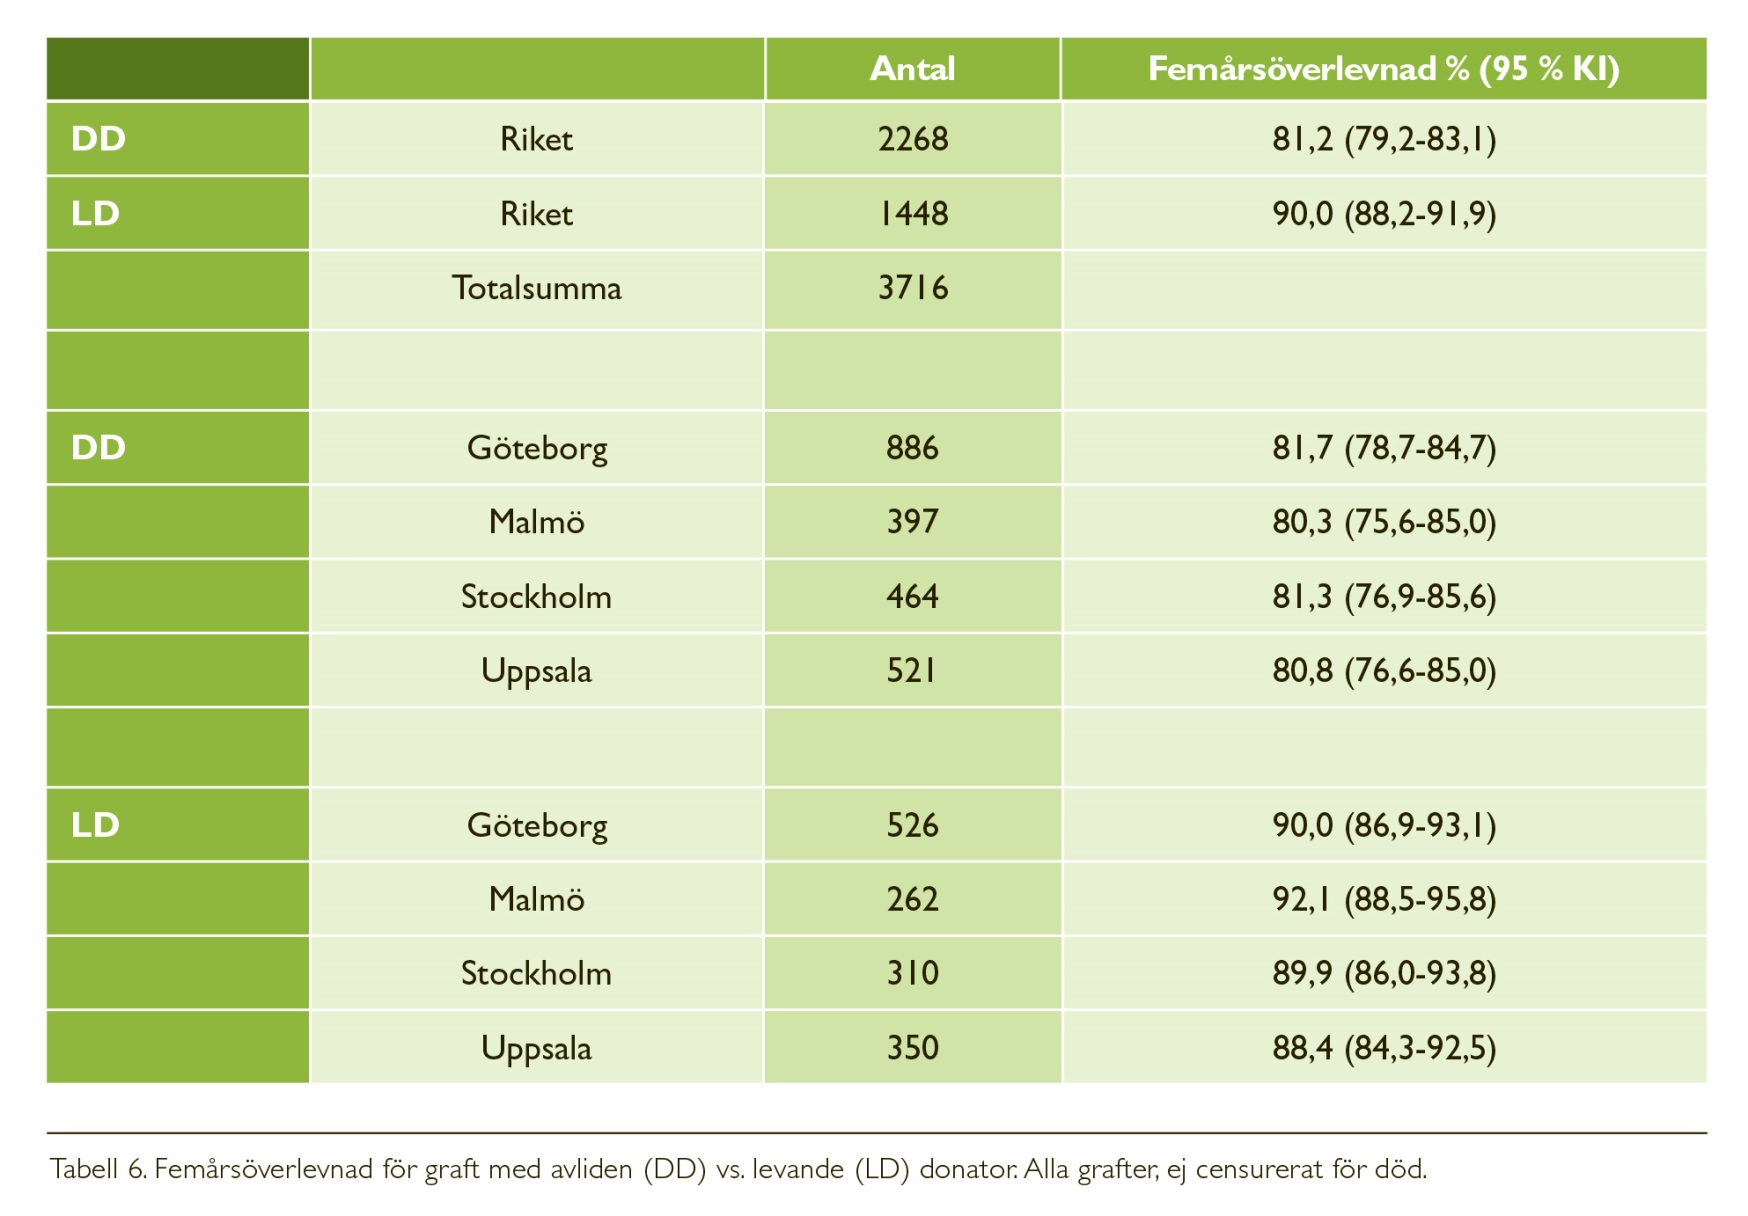 Antal Femårsöverlevnad % (95 % KI)
DD Riket 2268 81,2 (79,2-83,1)
LD Riket 1448 90,0 (88,2-91,9)
Totalsumma 3716
DD Göteborg 886 81,7 (78,7-84,7)
Malmö 397 80,3 (75,6-85,0)
Stockholm 464 81,3 (76,9-85,6)
Uppsala 521 80,8 (76,6-85,0)
LD Göteborg 526 90,0 (86,9-93,1)
Malmö 262 92,1 (88,5-95,8)
Stockholm 310 89,9 (86,0-93,8)
Uppsala 350 88,4 (84,3-92,5)
Tabell 6. Femårsöverlevnad för graft med avliden (DD) vs. levande (LD) donator. Alla grafter, ej censurerat för död.